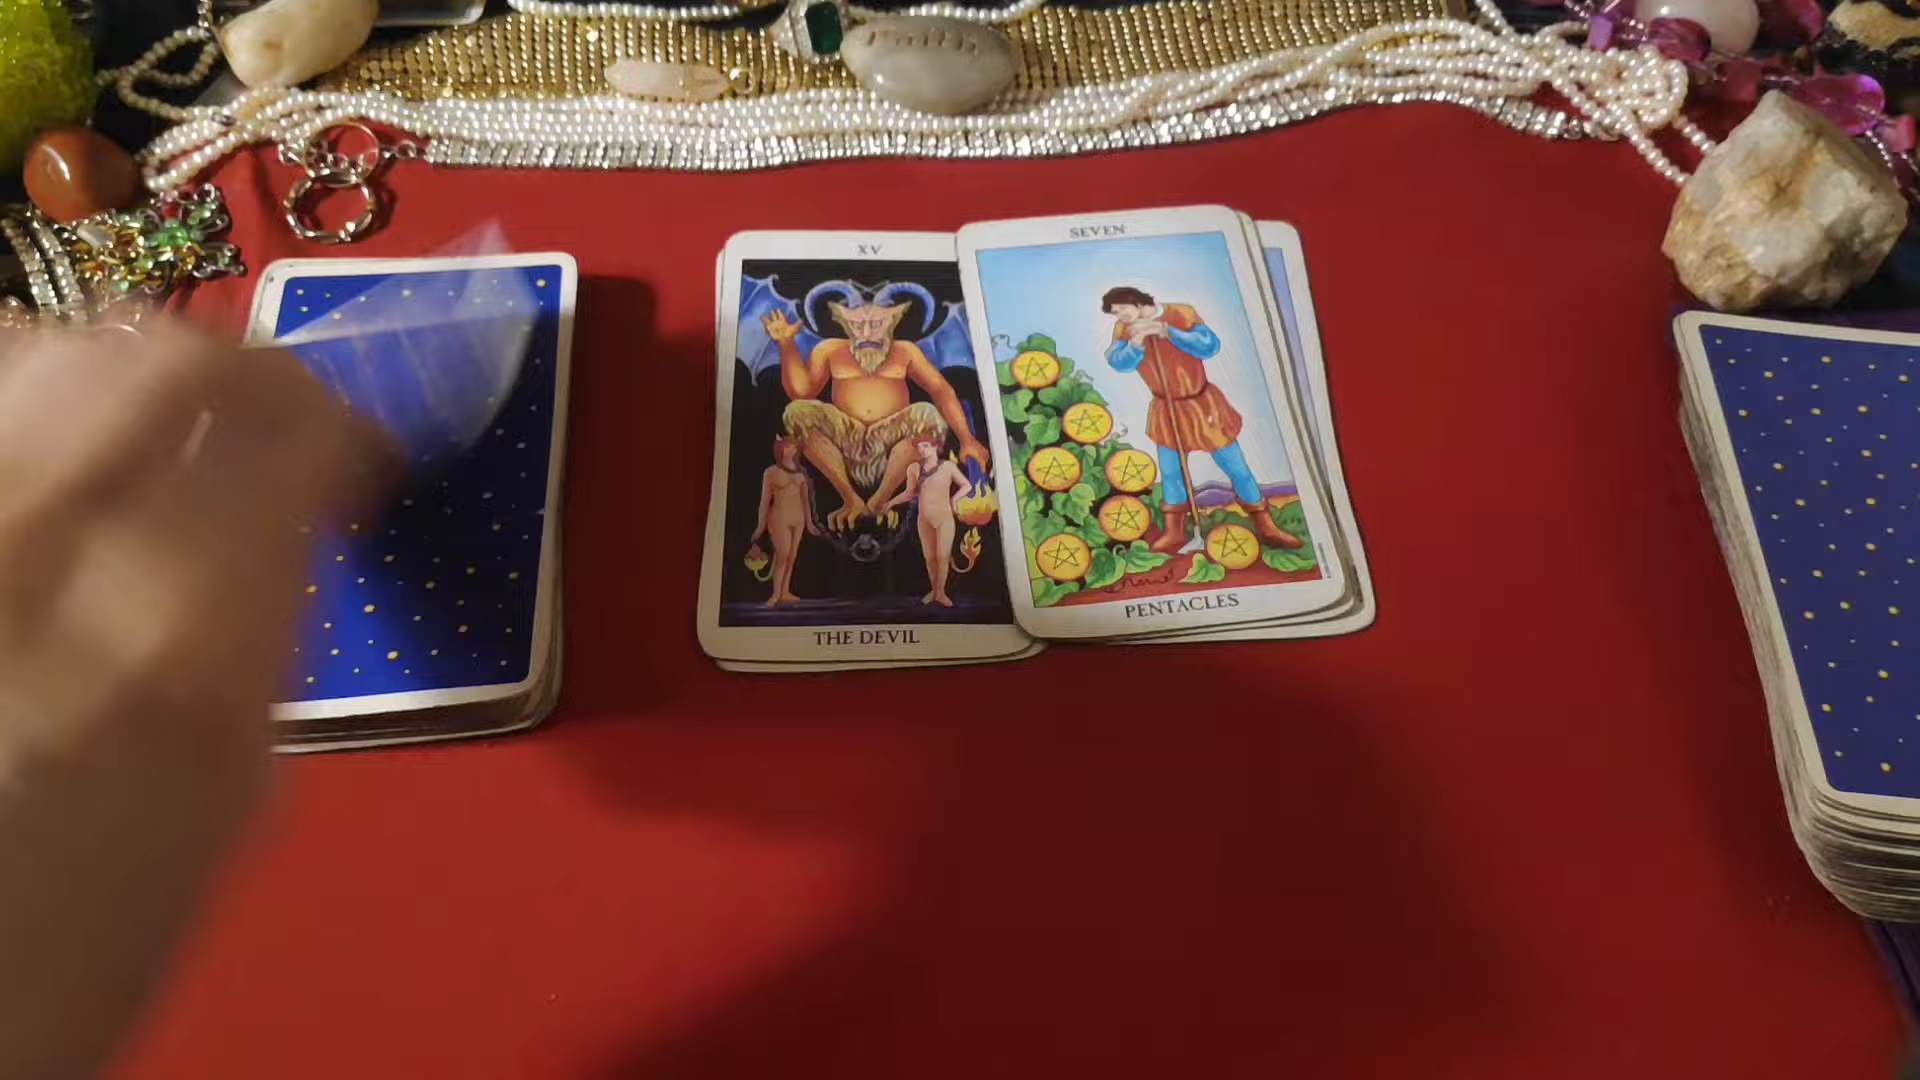 Faith
XV
SEVEN
THE DEVIL
PENTACLES